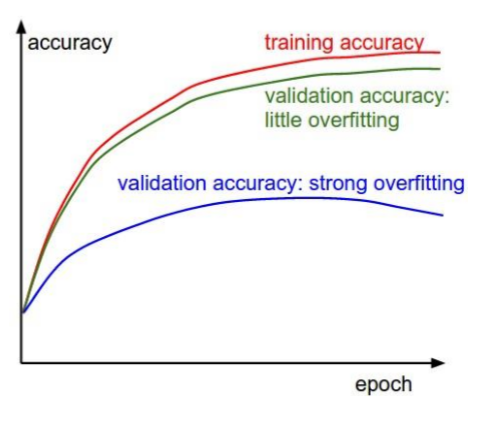 accuracy
training accuracy
validation accuracy:
little overfitting
validation accuracy: strong overfitting
epoch